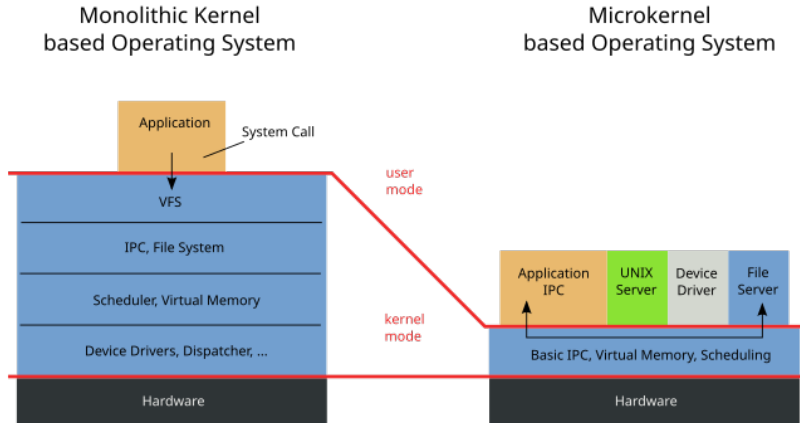 Monolithic Kernel
based Operating System
Microkernel
based Operating System
Application
System Call
VFS
IPC, File System
Scheduler, Virtual Memory
Device Drivers, Dispatcher, ...
Hardware
user
mode
kernel
mode
Application
IPC
UNIX
Server
Device
Driver
File
Server
Basic IPC, Virtual Memory, Scheduling
Hardware